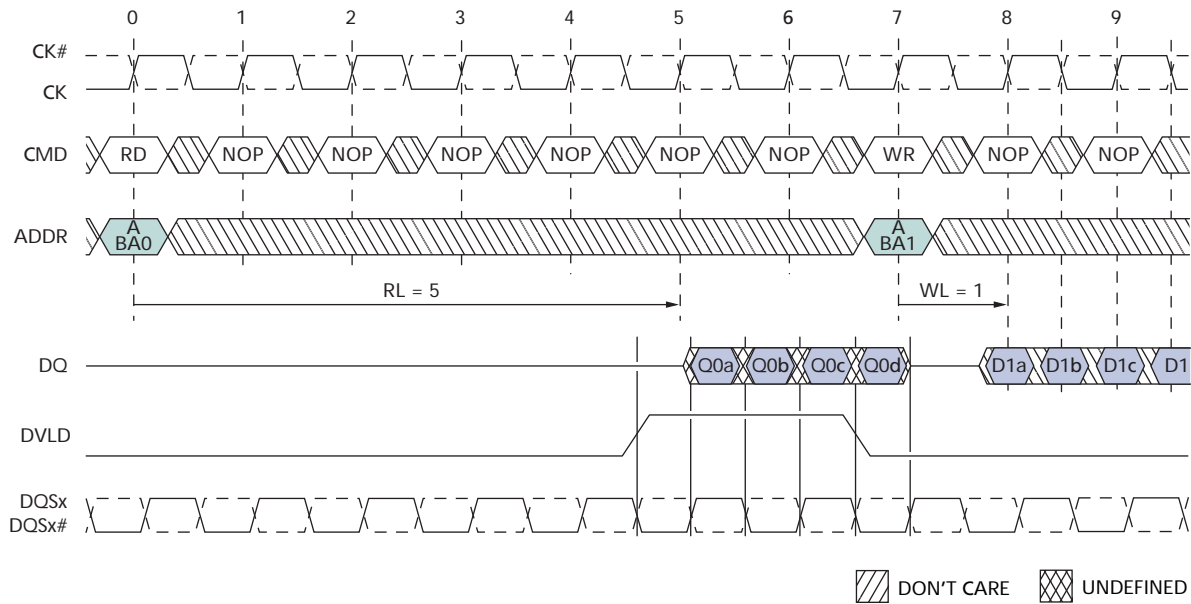 0 1 2 3 4 5 6 7 8 9
CK#
CK
CMD RD NOP NOP NOP NOP NOP NOP WR NOP NOP
ADDR A BA0 A BA1
RL = 5 WL = 1
DQ Q0a Q0b Q0c Q0d D1a D1b D1c D1
DVLD
DQSx
DQSx#
DON'T CARE UNDEFINED